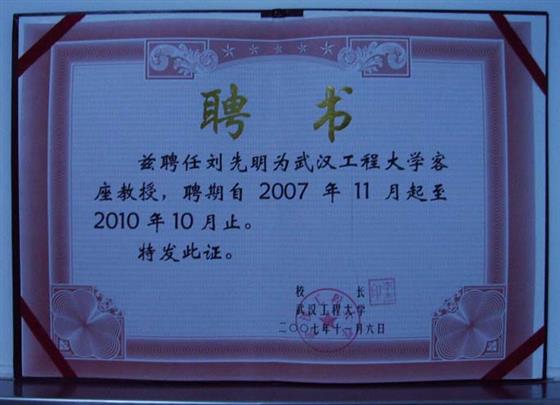 聘书
兹聘任刘先明为武汉工程大学客
座教授，聘期自 2007 年 11 月起至
2010 年 10 月止。
特发此证。
校 长
武汉工程大学
二〇〇七年十一月六日